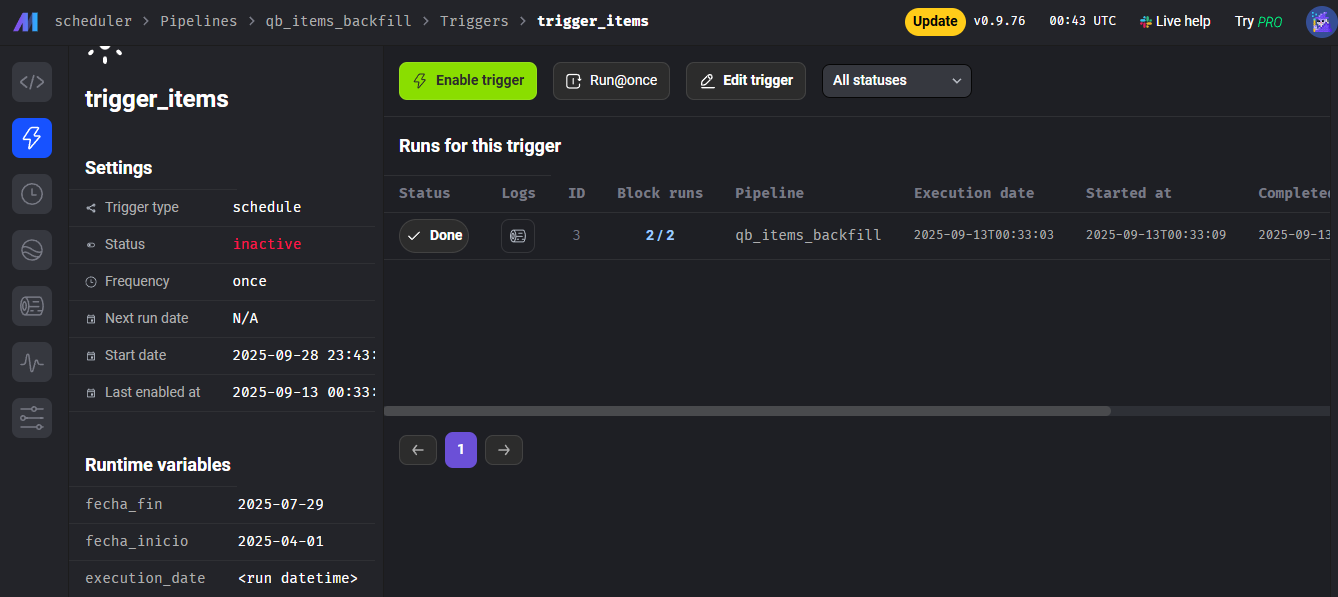 scheduler > Pipelines > qb_items_backfill > Triggers > trigger_items
Update v0.9.76 00:43 UTC Live help Try PRO
trigger_items
Settings
Trigger type schedule
Status inactive
Frequency once
Next run date N/A
Start date 2025-09-28 23:43:
Last enabled at 2025-09-13 00:33:
Runtime variables
fecha_fin 2025-07-29
fecha_inicio 2025-04-01
execution_date <run datetime>
Enable trigger Run@once Edit trigger All statuses
Runs for this trigger
Status Logs ID Block runs Pipeline Execution date Started at Completed
Done 3 2 / 2 qb_items_backfill 2025-09-13T00:33:03 2025-09-13T00:33:09 2025-09-13
1